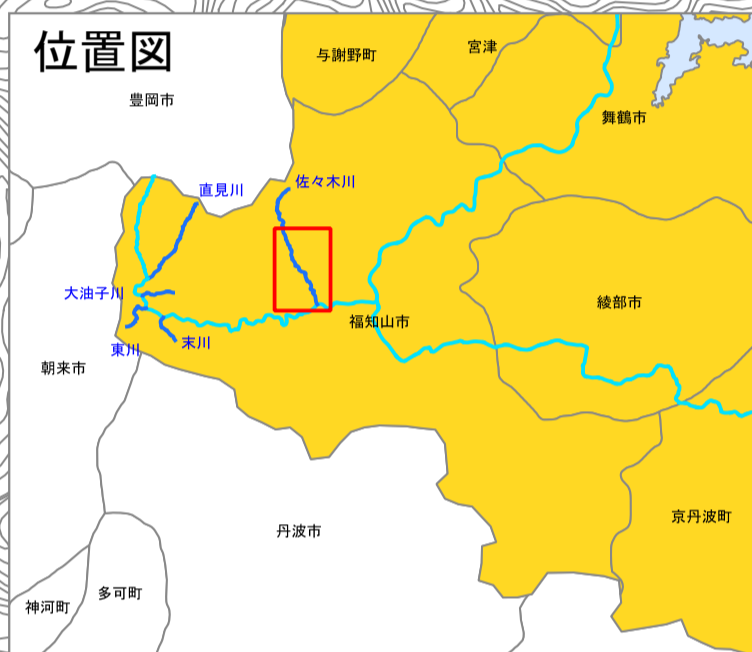 位置図
与謝野町
宮津
豊岡市
舞鶴市
佐々木川
直見川
大油子川
綾部市
福知山市
末川
東川
朝来市
京丹波町
丹波市
多可町
神河町